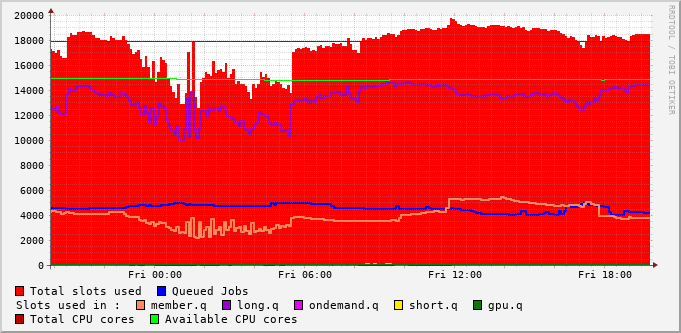 RRDTOOL / TOBI OETIKER
20000
18000
16000
14000
12000
10000
8000
6000
4000
2000
0
Fri 00:00 Fri 06:00 Fri 12:00 Fri 18:00
Total slots used Queued Jobs
Slots used in : member.q long.q ondemand.q short.q gpu.q
Total CPU cores Available CPU cores